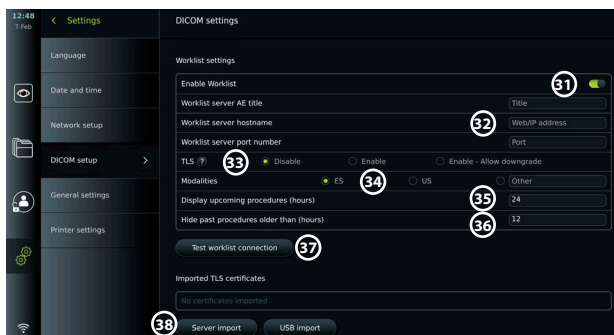 12:48
7 Feb
< Settings
DICOM settings
Language
Date and time
Network setup
DICOM setup >
General settings
Printer settings
Worklist settings
Enable Worklist 31
Worklist server AE title Title
Worklist server hostname 32 Web/IP address
Worklist server port number Port
TLS ? 33 Disable Enable Enable - Allow downgrade
Modalities ES 34 US Other
Display upcoming procedures (hours) 35 24
Hide past procedures older than (hours) 36 12
Test worklist connection 37
Imported TLS certificates
No certificates imported
38 Server import USB import